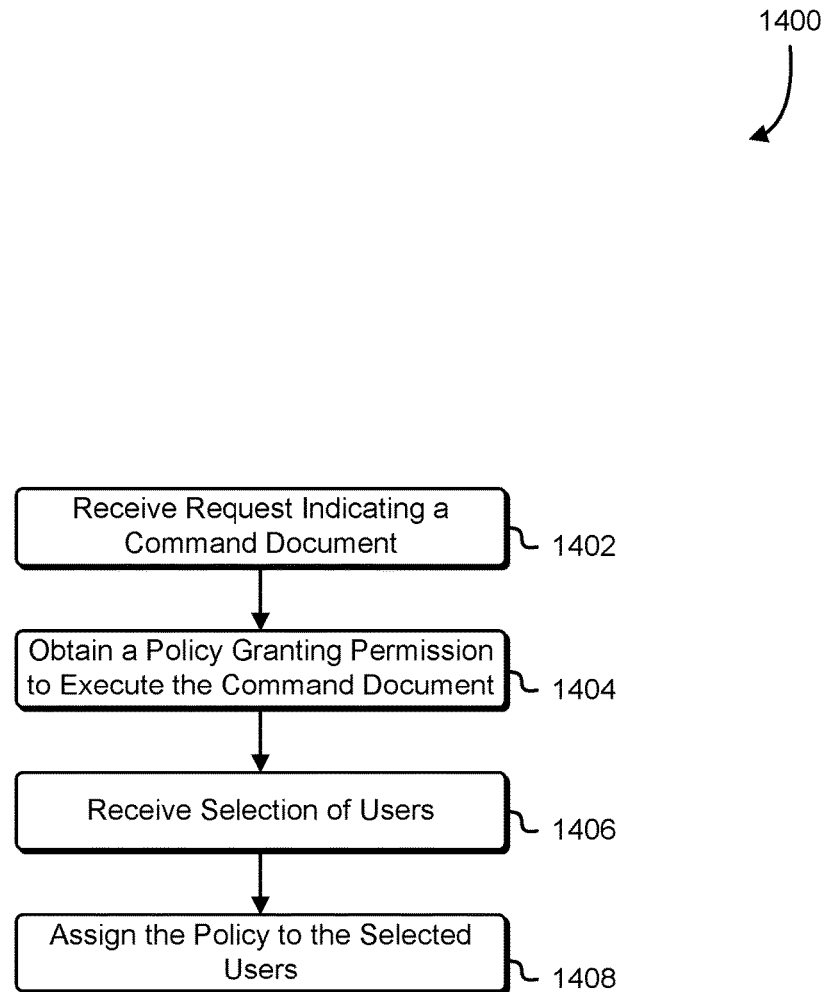 1400
Receive Request Indicating a
Command Document
1402
Obtain a Policy Granting Permission
to Execute the Command Document
1404
Receive Selection of Users
1406
Assign the Policy to the Selected
Users
1408